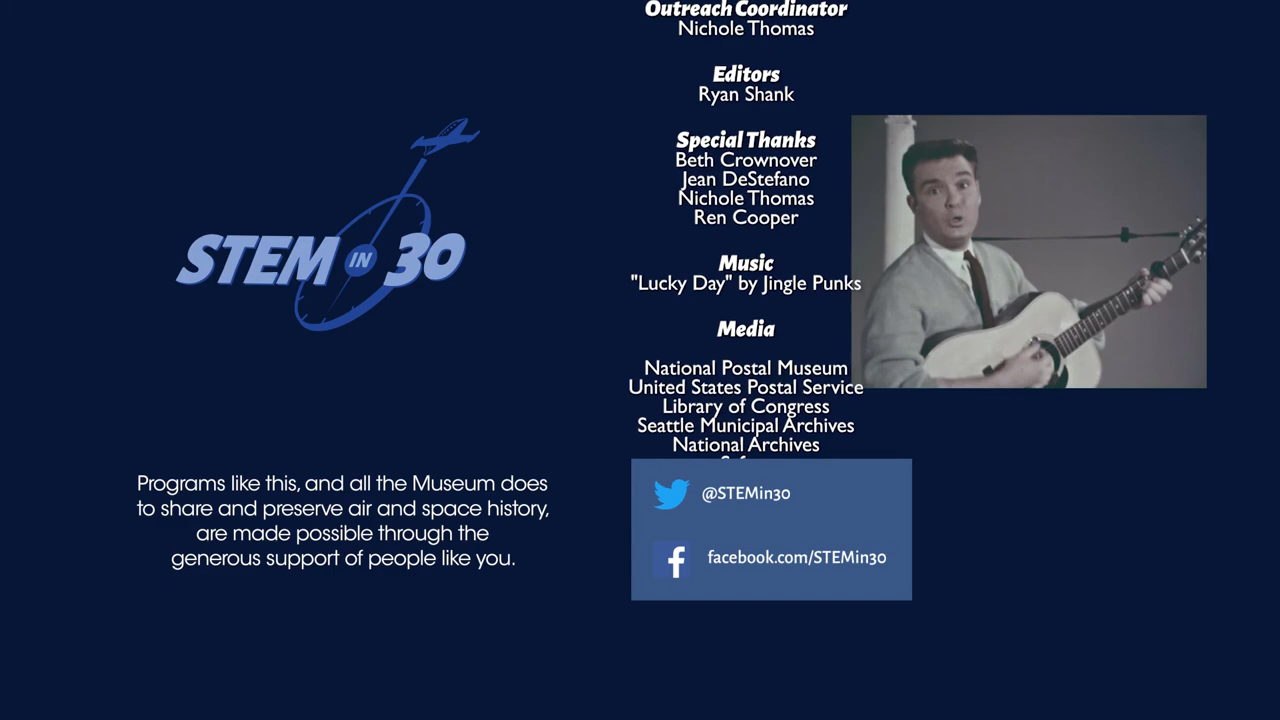 STEM IN 30
Programs like this, and all the Museum does
to share and preserve air and space history,
are made possible through the
generous support of people like you.
Outreach Coordinator
Nichole Thomas
Editors
Ryan Shank
Special Thanks
Beth Crownover
Jean DeStefano
Nichole Thomas
Ren Cooper
Music
"Lucky Day" by Jingle Punks
Media
National Postal Museum
United States Postal Service
Library of Congress
Seattle Municipal Archives
National Archives
@STEMin30
facebook.com/STEMin30